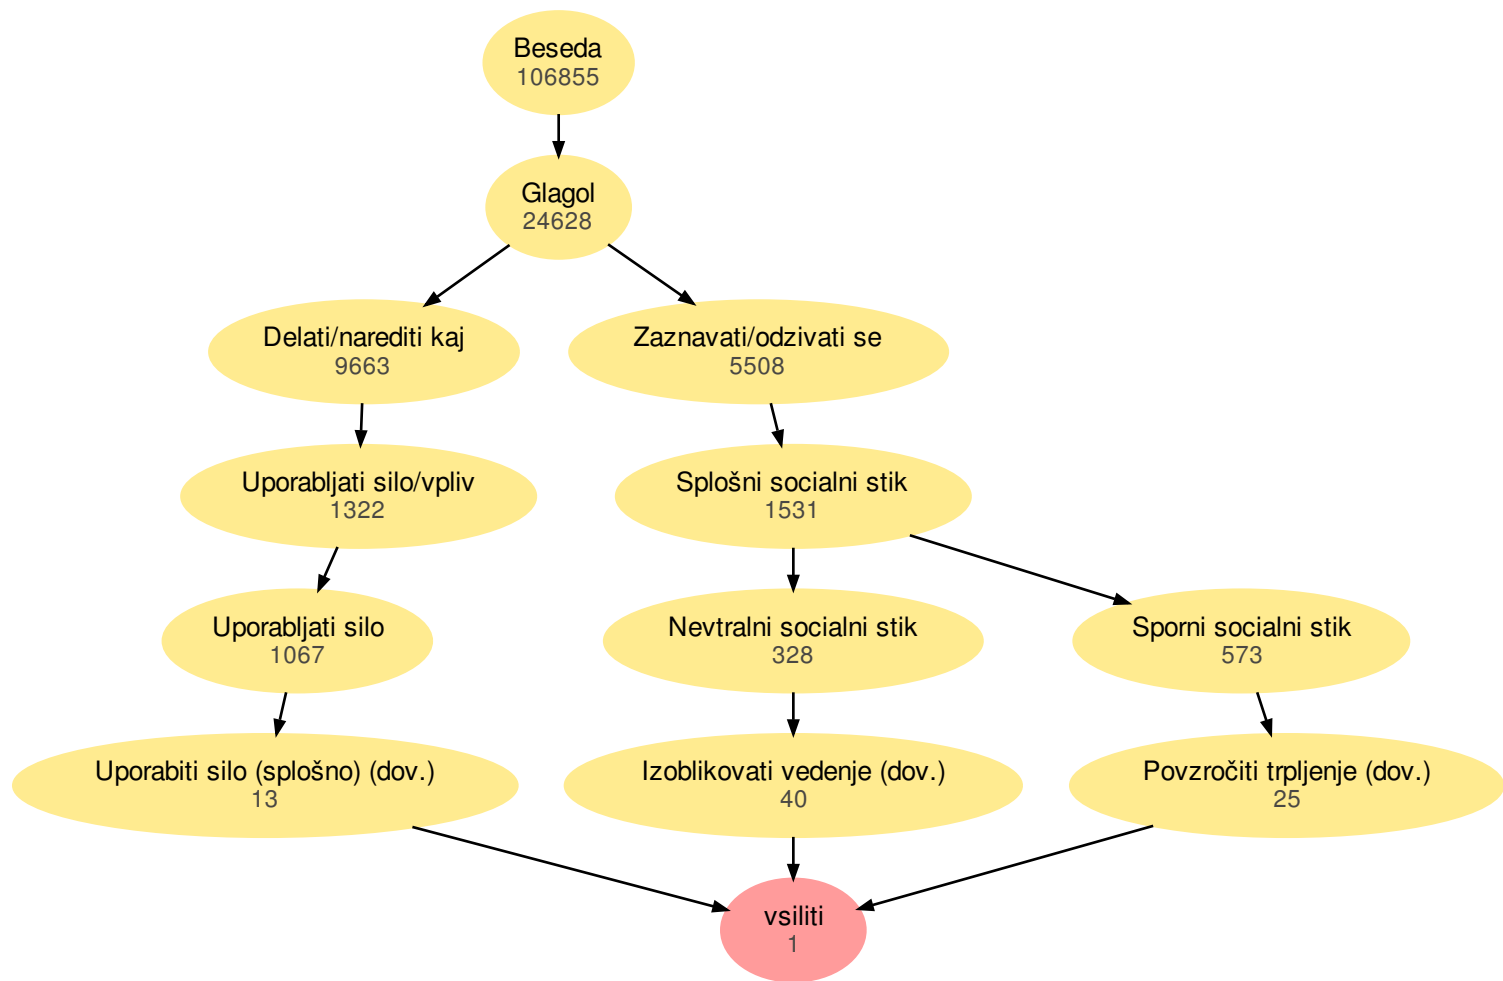 Beseda
106855
Glagol
24628
Delati/narediti kaj
9663
Zaznavati/odzivati se
5508
Uporabljati silo/vpliv
1322
Splošni socialni stik
1531
Uporabljati silo
1067
Nevtralni socialni stik
328
Sporni socialni stik
573
Uporabiti silo (splošno) (dov.)
13
Izoblikovati vedenje (dov.)
40
Povzročiti trpljenje (dov.)
25
vsiliti
1